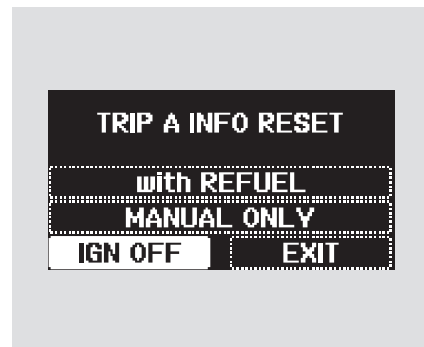 TRIP A INFO RESET
with REFUEL
MANUAL ONLY
IGN OFF EXIT